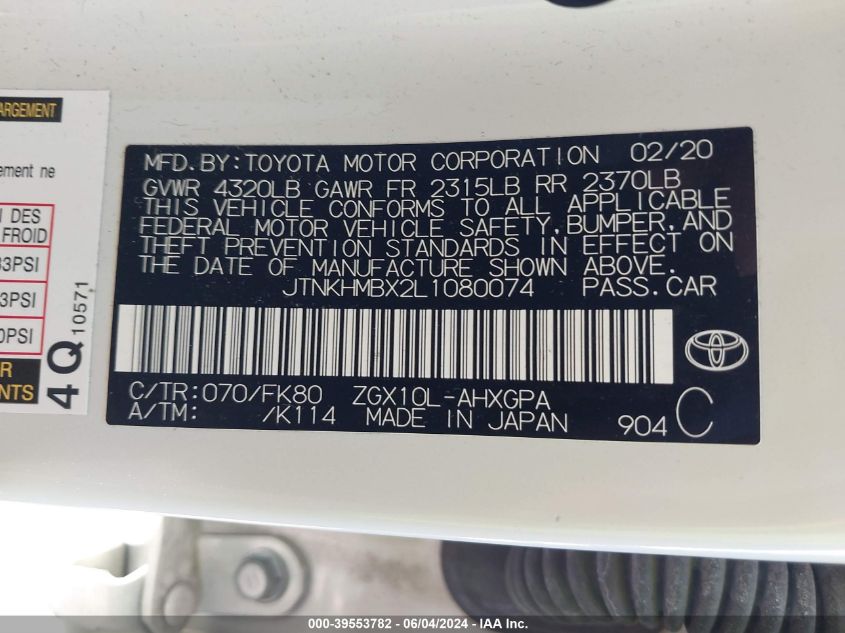 ARGEMENT
ement ne
I DES
FROID
33PSI
3PSI
0PSI
R
NTS
4Q10571
MFD.BY:TOYOTA MOTOR CORPORATION 02/20
GVWR 4320LB GAWR FR 2315LB RR 2370LB
THIS VEHICLE CONFORMS TO ALL APPLICABLE
FEDERAL MOTOR VEHICLE SAFETY,BUMPER,AND
THEFT PREVENTION STANDARDS IN EFFECT ON
THE DATE OF MANUFACTURE SHOWN ABOVE.
JTNKHMBX2L1080074 PASS.CAR
C/TR:070/FK80 ZGX10L-AHXGPA
A/TM: /K114 MADE IN JAPAN 904 C
000-39553782 - 06/04/2024 - IAA Inc.